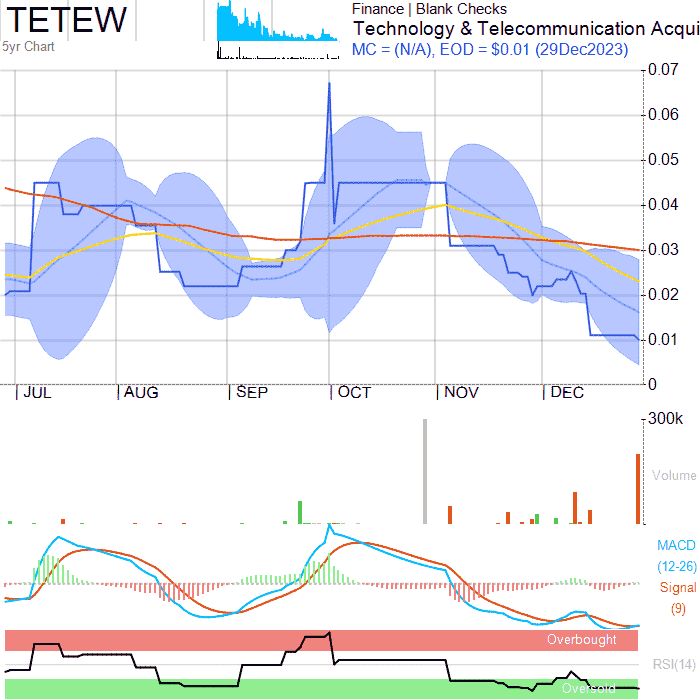 TETEW
5yr Chart
Finance | Blank Checks
Technology & Telecommunication Acqui
MC = (N/A), EOD = $0.01 (29Dec2023)
0.07
0.06
0.05
0.04
0.03
0.02
0.01
0
JUL
AUG
SEP
OCT
NOV
DEC
300k
Volume
MACD
(12-26)
Signal
(9)
Overbought
RSI(14)
Oversold